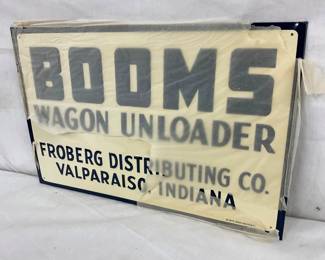 BOOMS
WAGON UNLOADER
FROBERG DISTRIBUTING CO.
VALPARAISO, INDIANA